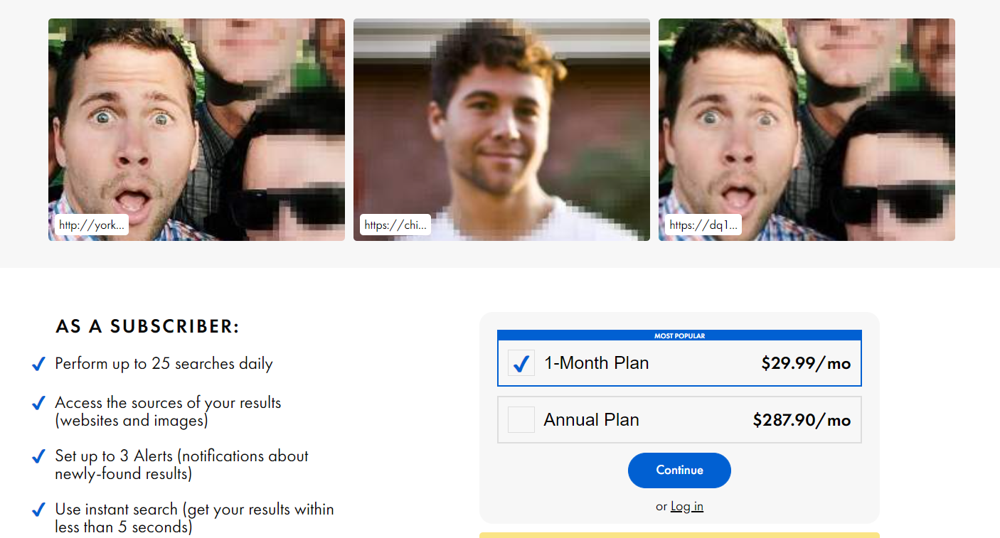 http://york...
https://chi...
https://dq1...
AS A SUBSCRIBER:
Perform up to 25 searches daily
Access the sources of your results
(websites and images)
Set up to 3 Alerts (notifications about
newly-found results)
Use instant search (get your results within
less than 5 seconds)
MOST POPULAR
1-Month Plan $29.99/mo
Annual Plan $287.90/mo
Continue
or Log in